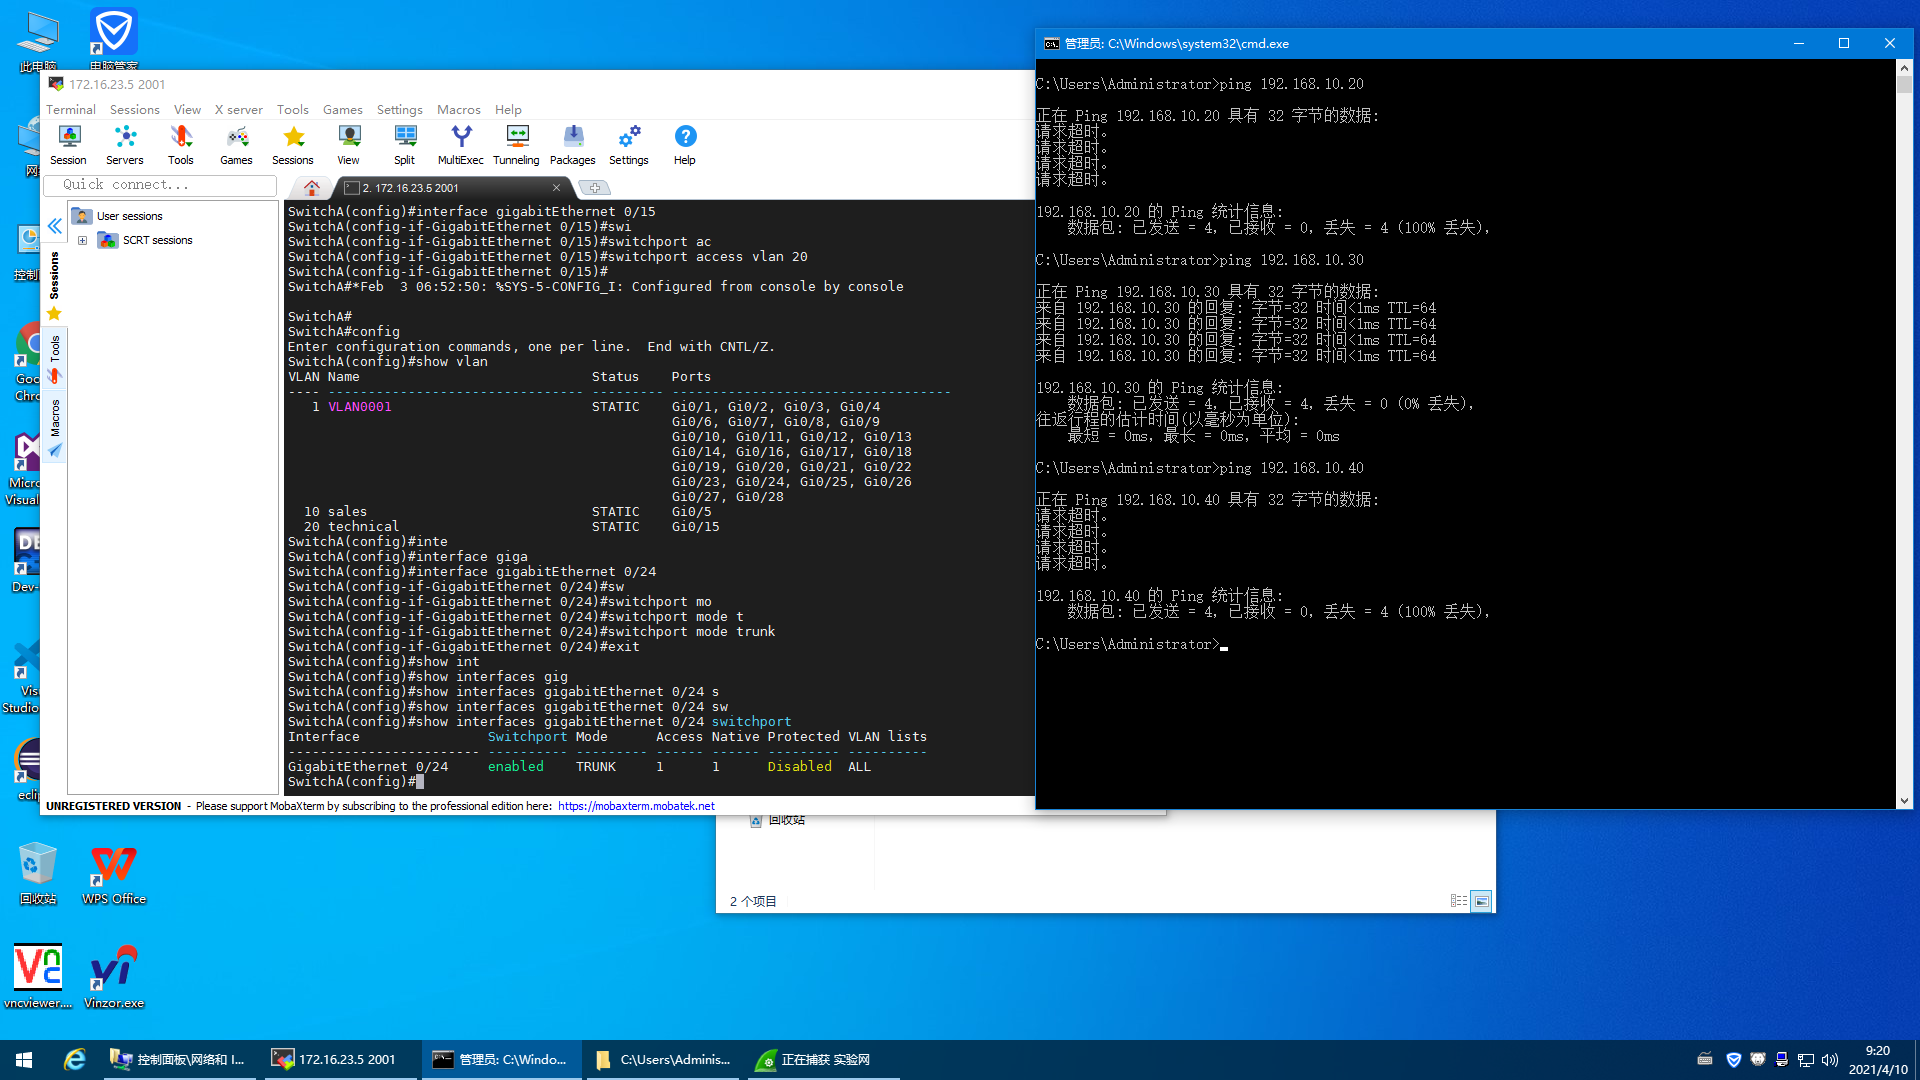 此电脑
电脑管家
172.16.23.5 2001
Terminal Sessions View X server Tools Games Settings Macros Help
Session Servers Tools Games Sessions View Split MultiExec Tunneling Packages Settings Help
Quick connect...
2. 172.16.23.5 2001
User sessions
SCRT sessions
Sessions
Tools
Macros
SwitchA(config)#interface gigabitEthernet 0/15
SwitchA(config-if-GigabitEthernet 0/15)#swi
SwitchA(config-if-GigabitEthernet 0/15)#switchport ac
SwitchA(config-if-GigabitEthernet 0/15)#switchport access vlan 20
SwitchA(config-if-GigabitEthernet 0/15)#
SwitchA#*Feb  3 06:52:50: %SYS-5-CONFIG_I: Configured from console by console
SwitchA#
SwitchA#config
Enter configuration commands, one per line.  End with CNTL/Z.
SwitchA(config)#show vlan
VLAN Name Status Ports
---- -------------------------------- --------- -----------------------------------
1 VLAN0001 STATIC Gi0/1, Gi0/2, Gi0/3, Gi0/4
Gi0/6, Gi0/7, Gi0/8, Gi0/9
Gi0/10, Gi0/11, Gi0/12, Gi0/13
Gi0/14, Gi0/16, Gi0/17, Gi0/18
Gi0/19, Gi0/20, Gi0/21, Gi0/22
Gi0/23, Gi0/24, Gi0/25, Gi0/26
Gi0/27, Gi0/28
10 sales STATIC Gi0/5
20 technical STATIC Gi0/15
SwitchA(config)#inte
SwitchA(config)#interface giga
SwitchA(config)#interface gigabitEthernet 0/24
SwitchA(config-if-GigabitEthernet 0/24)#sw
SwitchA(config-if-GigabitEthernet 0/24)#switchport mo
SwitchA(config-if-GigabitEthernet 0/24)#switchport mode t
SwitchA(config-if-GigabitEthernet 0/24)#switchport mode trunk
SwitchA(config-if-GigabitEthernet 0/24)#exit
SwitchA(config)#show int
SwitchA(config)#show interfaces gig
SwitchA(config)#show interfaces gigabitEthernet 0/24 s
SwitchA(config)#show interfaces gigabitEthernet 0/24 sw
SwitchA(config)#show interfaces gigabitEthernet 0/24 switchport
Interface Switchport Mode Access Native Protected VLAN lists
------------------------ ---------- --------- ------ ------ --------- ----------
GigabitEthernet 0/24 enabled TRUNK 1 1 Disabled ALL
SwitchA(config)#
UNREGISTERED VERSION - Please support MobaXterm by subscribing to the professional edition here: https://mobaxterm.mobatek.net
管理员: C:\Windows\system32\cmd.exe
C:\Users\Administrator>ping 192.168.10.20
正在 Ping 192.168.10.20 具有 32 字节的数据:
请求超时。
请求超时。
请求超时。
请求超时。
192.168.10.20 的 Ping 统计信息:
数据包: 已发送 = 4，已接收 = 0，丢失 = 4 (100% 丢失)，
C:\Users\Administrator>ping 192.168.10.30
正在 Ping 192.168.10.30 具有 32 字节的数据:
来自 192.168.10.30 的回复: 字节=32 时间<1ms TTL=64
来自 192.168.10.30 的回复: 字节=32 时间<1ms TTL=64
来自 192.168.10.30 的回复: 字节=32 时间<1ms TTL=64
来自 192.168.10.30 的回复: 字节=32 时间<1ms TTL=64
192.168.10.30 的 Ping 统计信息:
数据包: 已发送 = 4，已接收 = 4，丢失 = 0 (0% 丢失)，
往返行程的估计时间(以毫秒为单位):
最短 = 0ms，最长 = 0ms，平均 = 0ms
C:\Users\Administrator>ping 192.168.10.40
正在 Ping 192.168.10.40 具有 32 字节的数据:
请求超时。
请求超时。
请求超时。
请求超时。
192.168.10.40 的 Ping 统计信息:
数据包: 已发送 = 4，已接收 = 0，丢失 = 4 (100% 丢失)，
C:\Users\Administrator>
网
控制
Goo
Chro
Micro
Visual
DE
Dev-
Visu
Studio
eclip
回收站
2 个项目
回收站
WPS Office
vncviewer....
Vinzor.exe
控制面板\网络和 I...
172.16.23.5 2001
管理员: C:\Windo...
C:\Users\Adminis...
正在捕获 实验网
9:20
2021/4/10